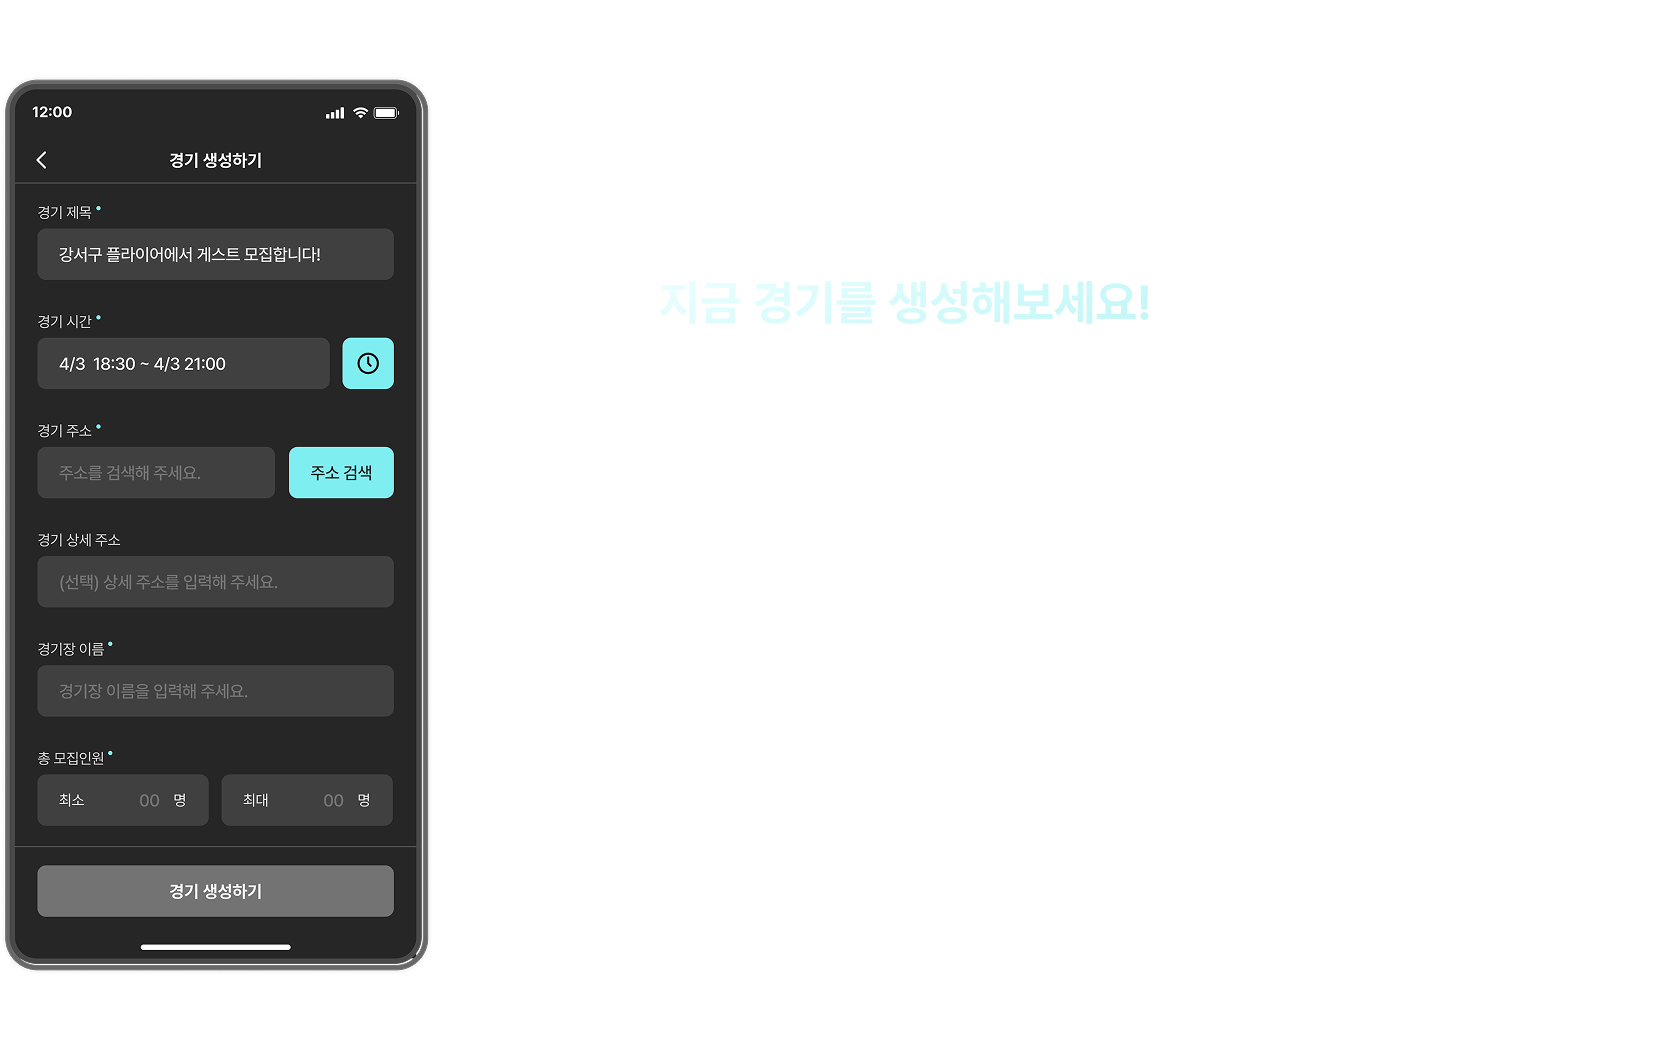 12:00
경기 생성하기
경기 제목
강서구 플라이어에서 게스트 모집합니다!
경기 시간
4/3 18:30 ~ 4/3 21:00
경기 주소
주소를 검색해 주세요.
주소 검색
경기 상세 주소
(선택) 상세 주소를 입력해 주세요.
경기장 이름
경기장 이름을 입력해 주세요.
총 모집인원
최소 00 명
최대 00 명
경기 생성하기
지금 경기를 생성해보세요!